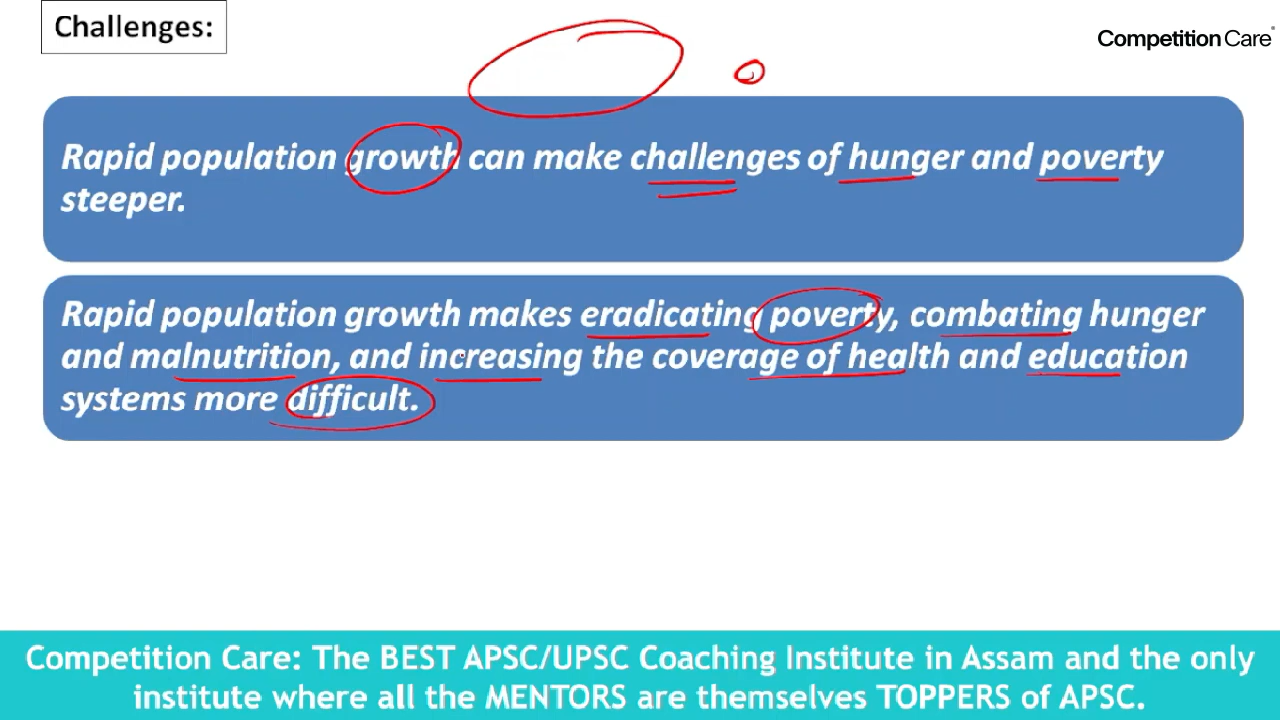 Challenges:
Competition Care
Rapid population growth can make challenges of hunger and poverty
steeper.
Rapid population growth makes eradicating poverty, combating hunger
and malnutrition, and increasing the coverage of health and education
systems more difficult.
Competition Care: The BEST APSC/UPSC Coaching Institute in Assam and the only
institute where all the MENTORS are themselves TOPPERS of APSC.